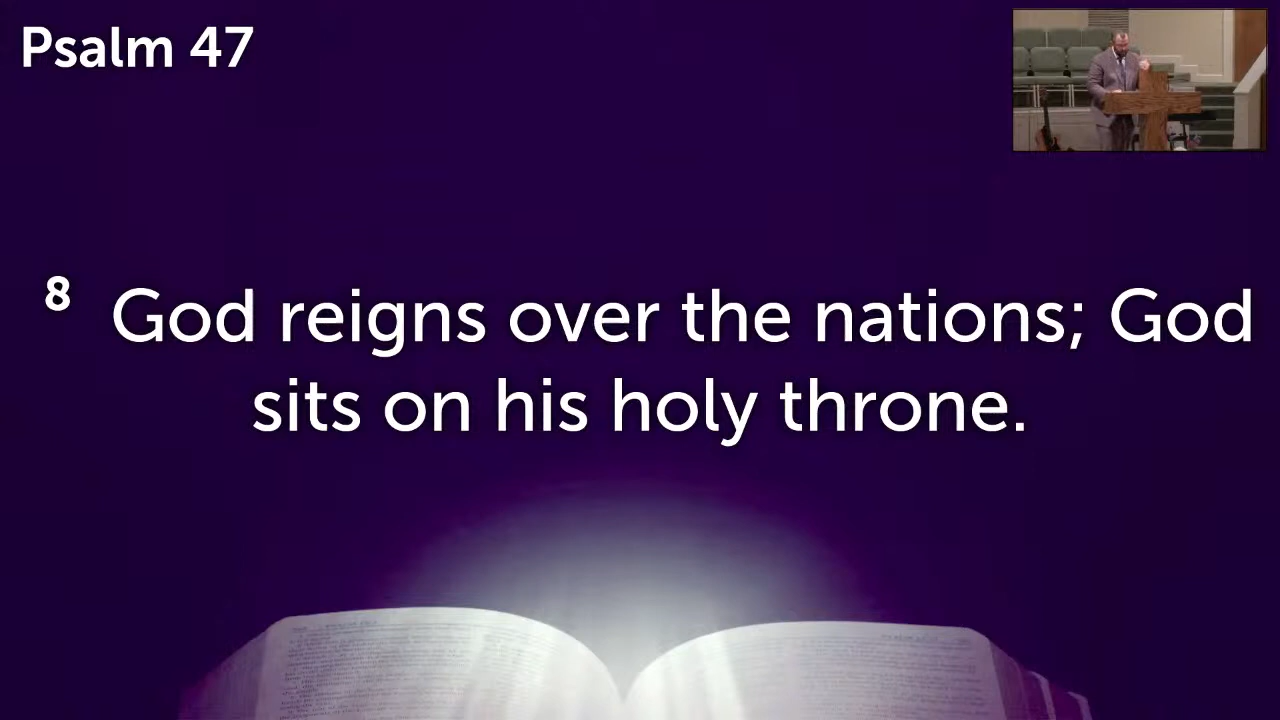 Psalm 47
8 God reigns over the nations; God
sits on his holy throne.